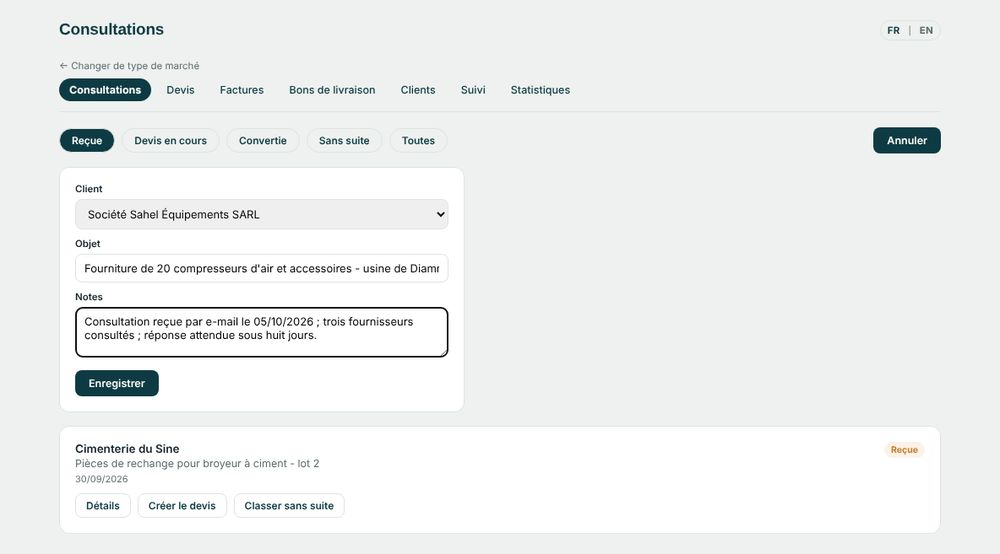 Consultations
FR | EN
← Changer de type de marché
Consultations Devis Factures Bons de livraison Clients Suivi Statistiques
Reçue Devis en cours Convertie Sans suite Toutes Annuler
Client
Société Sahel Équipements SARL
Objet
Fourniture de 20 compresseurs d'air et accessoires - usine de
Notes
Consultation reçue par e-mail le 05/10/2026 ; trois fournisseurs
consultés ; réponse attendue sous huit jours.
Enregistrer
Cimenterie du Sine
Reçue
Pièces de rechange pour broyeur à ciment - lot 2
30/09/2026
Détails Créer le devis Classer sans suite